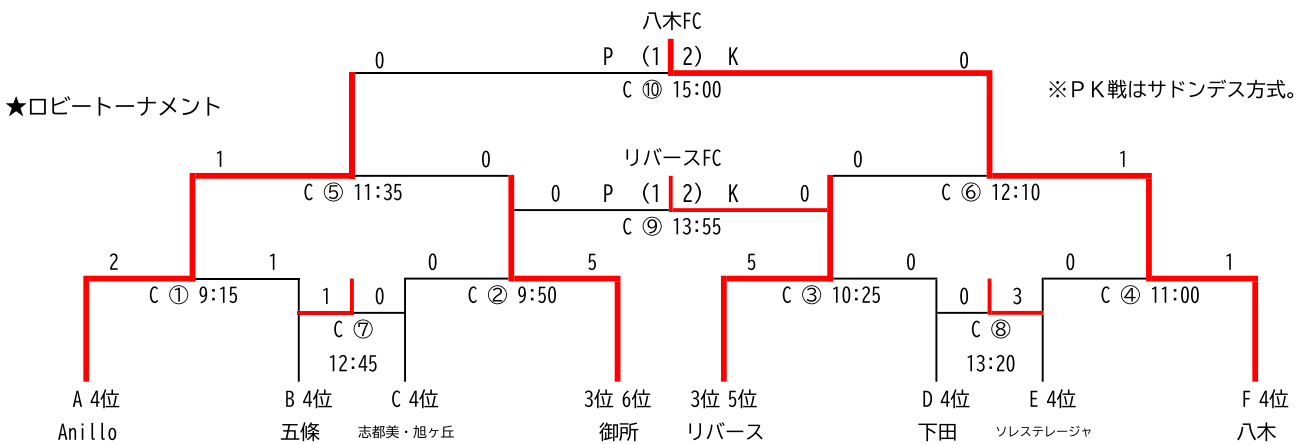 八木FC
0 P (1 2) K 0
C ⑩ 15:00
★ロビートーナメント
※ＰＫ戦はサドンデス方式。
1 0 リバースFC 0 1
C ⑤ 11:35
0 P (1 2) K 0
C ⑥ 12:10
C ⑨ 13:55
2 1 0 5 5 0 0 1
C ① 9:15
1 0
C ② 9:50
C ③ 10:25
0 3
C ④ 11:00
C ⑦
12:45
C ⑧
13:20
A 4位 B 4位 C 4位 3位 6位 3位 5位 D 4位 E 4位 F 4位
Anillo 五條 志都美・旭ヶ丘 御所 リバース 下田 ソレステレージャ 八木